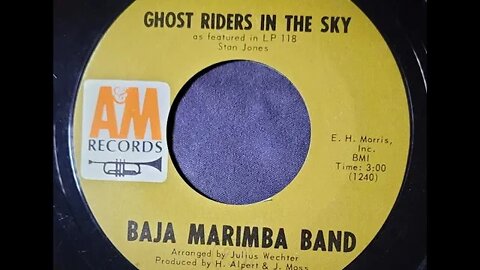 GHOST RIDERS IN THE SKY
as featured in LP 118
Stan Jones
A&M
RECORDS
E. H. Morris,
Inc.
BMI
Time: 3:00
(1240)
BAJA MARIMBA BAND
Arranged by Julius Wechter
Produced by H. Alpert & J. Moss